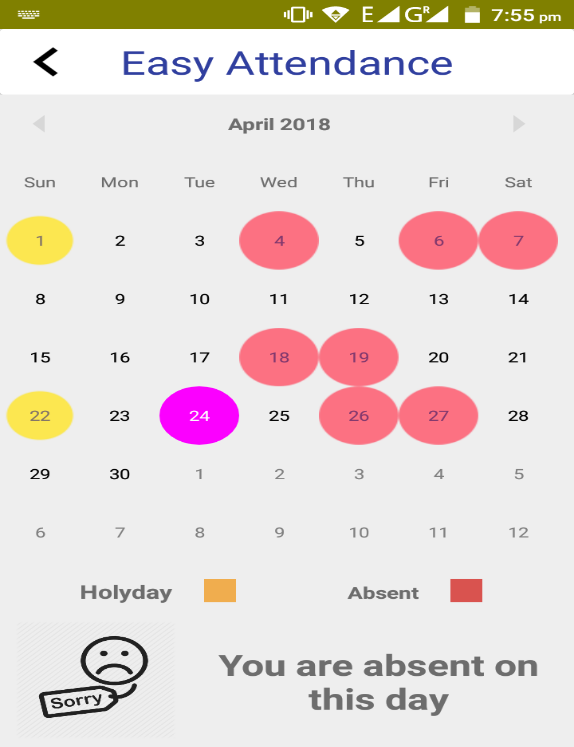 E GR 7:55 pm
Easy Attendance
April 2018
Sun Mon Tue Wed Thu Fri Sat
1 2 3 4 5 6 7
8 9 10 11 12 13 14
15 16 17 18 19 20 21
22 23 24 25 26 27 28
29 30 1 2 3 4 5
6 7 8 9 10 11 12
Holyday Absent
Sorry
You are absent on
this day